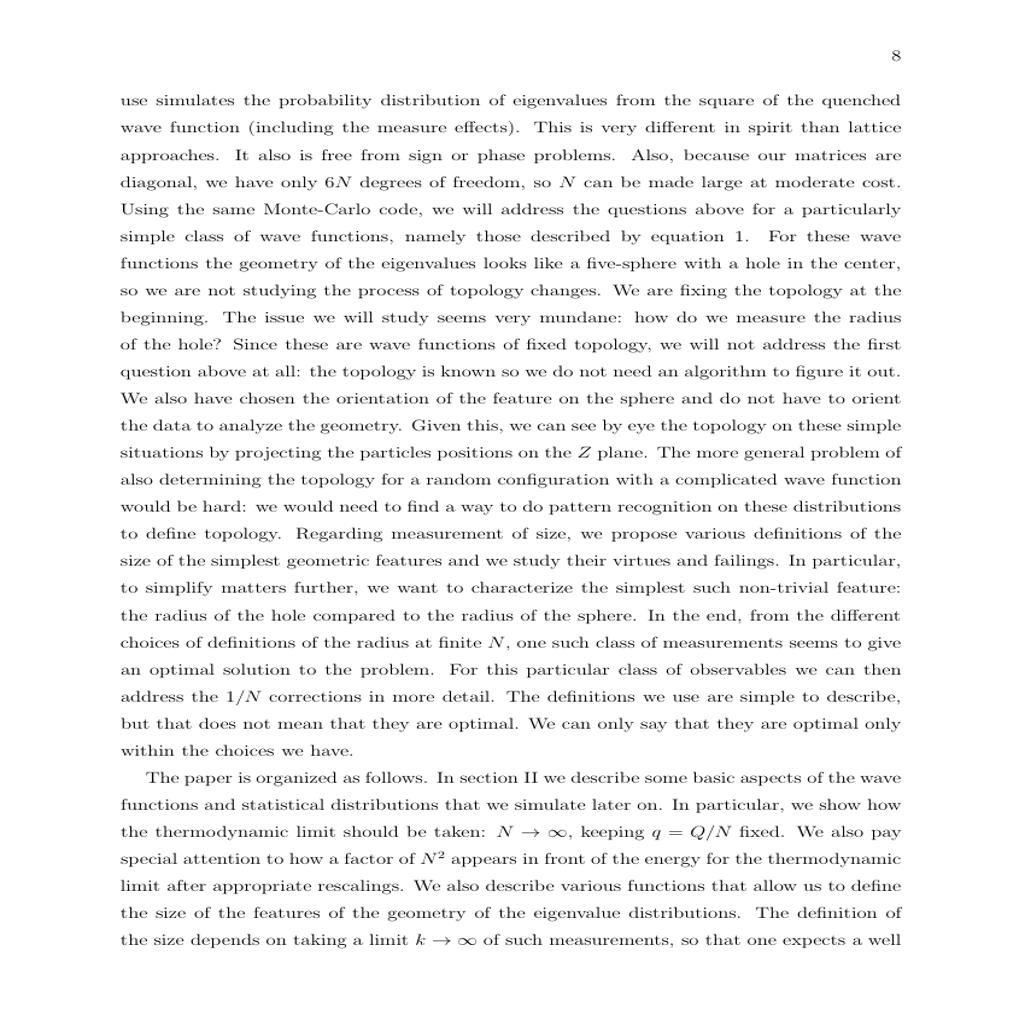 8
use simulates the probability distribution of eigenvalues from the square of the quenched
wave function (including the measure effects). This is very different in spirit than lattice
approaches. It also is free from sign or phase problems. Also, because our matrices are
diagonal, we have only 6N degrees of freedom, so N can be made large at moderate cost.
Using the same Monte-Carlo code, we will address the questions above for a particularly
simple class of wave functions, namely those described by equation 1. For these wave
functions the geometry of the eigenvalues looks like a five-sphere with a hole in the center,
so we are not studying the process of topology changes. We are fixing the topology at the
beginning. The issue we will study seems very mundane: how do we measure the radius
of the hole? Since these are wave functions of fixed topology, we will not address the first
question above at all: the topology is known so we do not need an algorithm to figure it out.
We also have chosen the orientation of the feature on the sphere and do not have to orient
the data to analyze the geometry. Given this, we can see by eye the topology on these simple
situations by projecting the particles positions on the Z plane. The more general problem of
also determining the topology for a random configuration with a complicated wave function
would be hard: we would need to find a way to do pattern recognition on these distributions
to define topology. Regarding measurement of size, we propose various definitions of the
size of the simplest geometric features and we study their virtues and failings. In particular,
to simplify matters further, we want to characterize the simplest such non-trivial feature:
the radius of the hole compared to the radius of the sphere. In the end, from the different
choices of definitions of the radius at finite N, one such class of measurements seems to give
an optimal solution to the problem. For this particular class of observables we can then
address the 1/N corrections in more detail. The definitions we use are simple to describe,
but that does not mean that they are optimal. We can only say that they are optimal only
within the choices we have.
The paper is organized as follows. In section II we describe some basic aspects of the wave
functions and statistical distributions that we simulate later on. In particular, we show how
the thermodynamic limit should be taken: N → ∞, keeping q = Q/N fixed. We also pay
special attention to how a factor of N² appears in front of the energy for the thermodynamic
limit after appropriate rescalings. We also describe various functions that allow us to define
the size of the features of the geometry of the eigenvalue distributions. The definition of
the size depends on taking a limit k → ∞ of such measurements, so that one expects a well